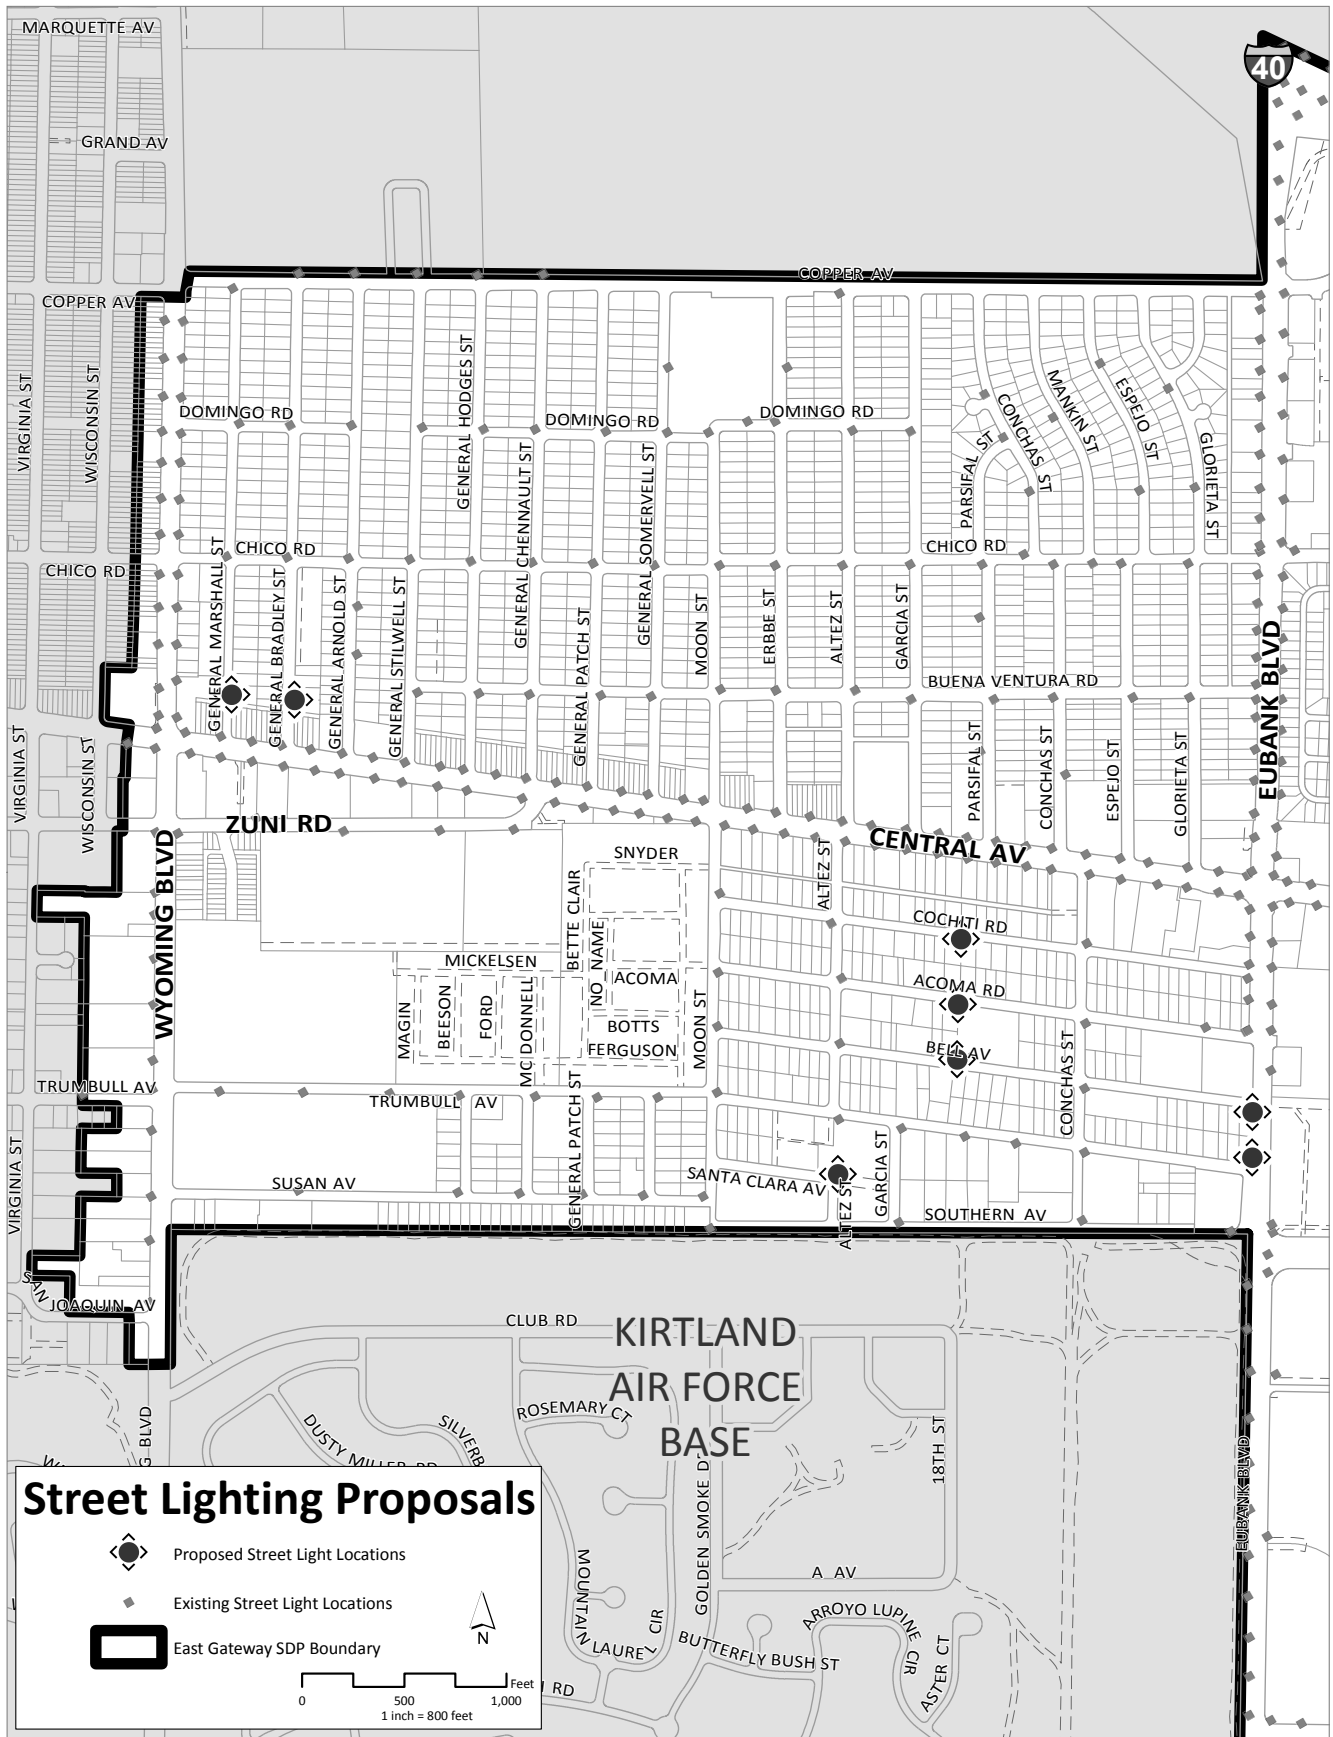 MARQUETTE AV
40
GRAND AV
COPPER AV
COPPER AV
VIRGINIA ST
WISCONSIN ST
DOMINGO RD
GENERAL HODGES ST
DOMINGO RD
DOMINGO RD
CONCHAS ST
MANKIN ST
ESPEJO ST
PARSIFAL ST
GLORIETA ST
GENERAL CHENNAULT ST
GENERAL SOMERVELL ST
CHICO RD
CHICO RD
CHICO RD
GENERAL MARSHALL ST
GENERAL BRADLEY ST
GENERAL ARNOLD ST
GENERAL STILWELL ST
GENERAL PATCH ST
MOON ST
ERBBE ST
ALTEZ ST
GARCIA ST
BUENA VENTURA RD
EUBANK BLVD
VIRGINIA ST
WISCONSIN ST
PARSIFAL ST
CONCHAS ST
ESPEJO ST
GLORIETA ST
ZUNI RD
WYOMING BLVD
CENTRAL AV
SNYDER
ALTEZ ST
BETTE CLAIR
NO NAME
COCHITI RD
MICKELSEN
ACOMA
ACOMA RD
MAGIN
BEESON
FORD
MC DONNELL
BOTTS
FERGUSON
MOON ST
BELL AV
CONCHAS ST
TRUMBULL AV
TRUMBULL AV
GENERAL PATCH ST
VIRGINIA ST
SUSAN AV
SANTA CLARA AV
ALTEZ ST
GARCIA ST
SOUTHERN AV
SAN
JOAQUIN AV
CLUB RD
KIRTLAND
AIR FORCE
BASE
ROSEMARY CT
DUSTY MILLER RD
SILVERB
G BLVD
18TH ST
GOLDEN SMOKE D
EUBANK BLVD
A AV
MOUNTAIN
LAUREL
CIR
BUTTERFLY BUSH ST
ARROYO LUPINE
CIR
ASTER CT
RD
Street Lighting Proposals
Proposed Street Light Locations
Existing Street Light Locations
N
East Gateway SDP Boundary
Feet
0 500 1,000
1 inch = 800 feet